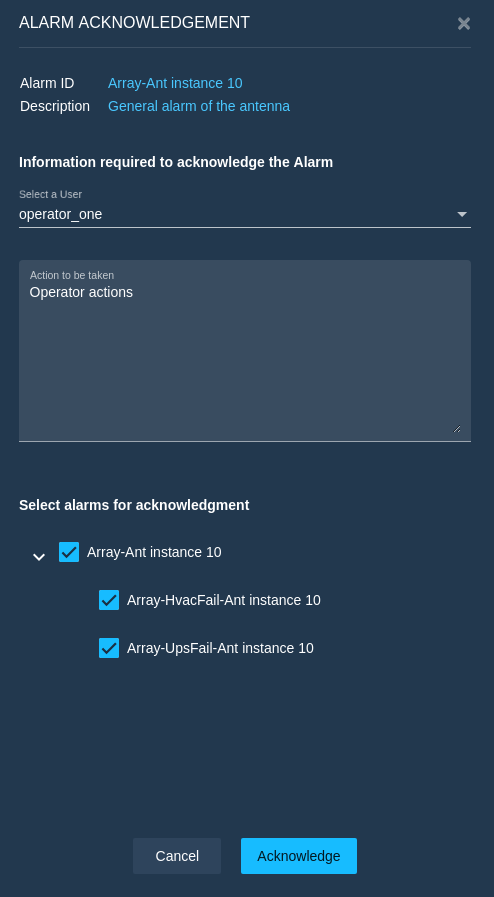 ALARM ACKNOWLEDGEMENT
Alarm ID Array-Ant instance 10
Description General alarm of the antenna
Information required to acknowledge the Alarm
Select a User
operator_one
Action to be taken
Operator actions
Select alarms for acknowledgment
Array-Ant instance 10
Array-HvacFail-Ant instance 10
Array-UpsFail-Ant instance 10
Cancel Acknowledge